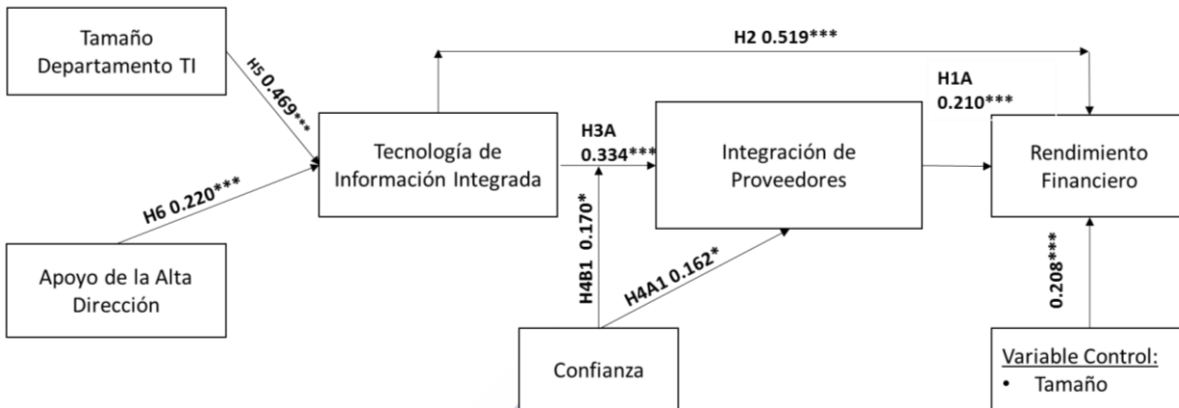 Tamaño
Departamento TI
H2 0.519***
H5 0.469***
H1A
0.210***
Tecnología de
Información Integrada
H3A
0.334***
Integración de
Proveedores
Rendimiento
Financiero
H6 0.220***
Apoyo de la Alta
Dirección
H4B1 0.170*
H4A1 0.162*
0.208***
Confianza
Variable Control:
• Tamaño